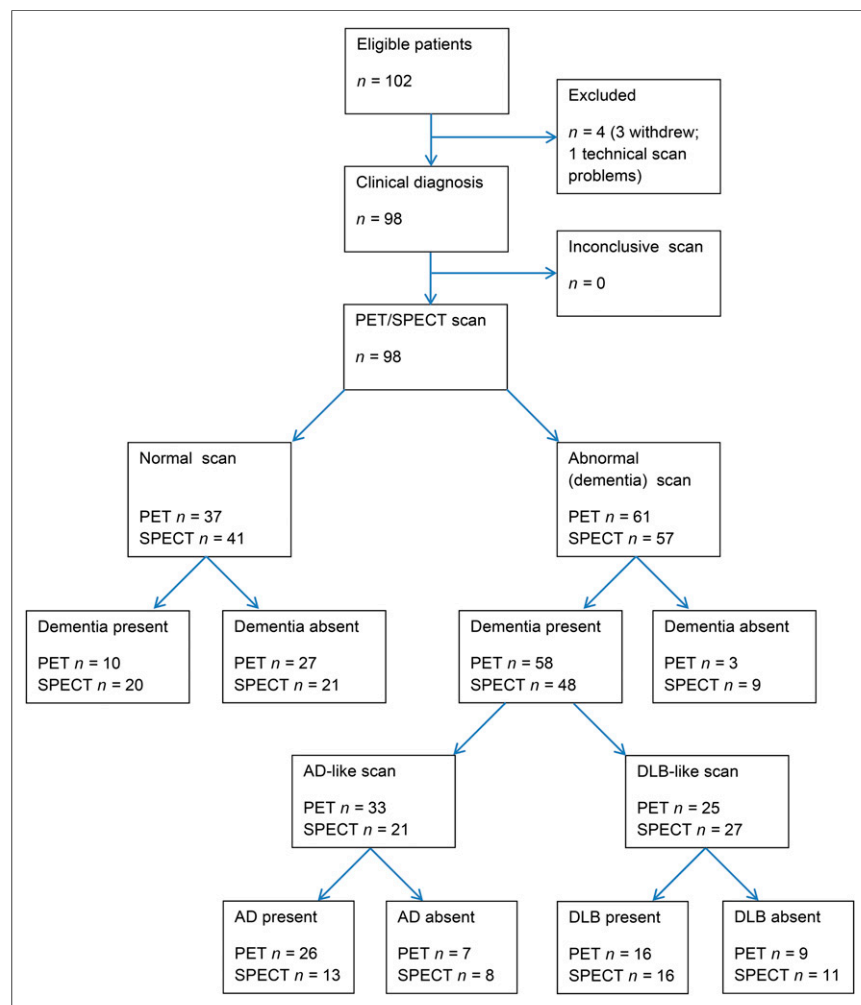 Eligible patients
n = 102
Excluded
n = 4 (3 withdrew;
1 technical scan
problems)
Clinical diagnosis
n = 98
Inconclusive scan
n = 0
PET/SPECT scan
n = 98
Normal scan
PET n = 37
SPECT n = 41
Abnormal
(dementia) scan
PET n = 61
SPECT n = 57
Dementia present
PET n = 10
SPECT n = 20
Dementia absent
PET n = 27
SPECT n = 21
Dementia present
PET n = 58
SPECT n = 48
Dementia absent
PET n = 3
SPECT n = 9
AD-like scan
PET n = 33
SPECT n = 21
DLB-like scan
PET n = 25
SPECT n = 27
AD present
PET n = 26
SPECT n = 13
AD absent
PET n = 7
SPECT n = 8
DLB present
PET n = 16
SPECT n = 16
DLB absent
PET n = 9
SPECT n = 11